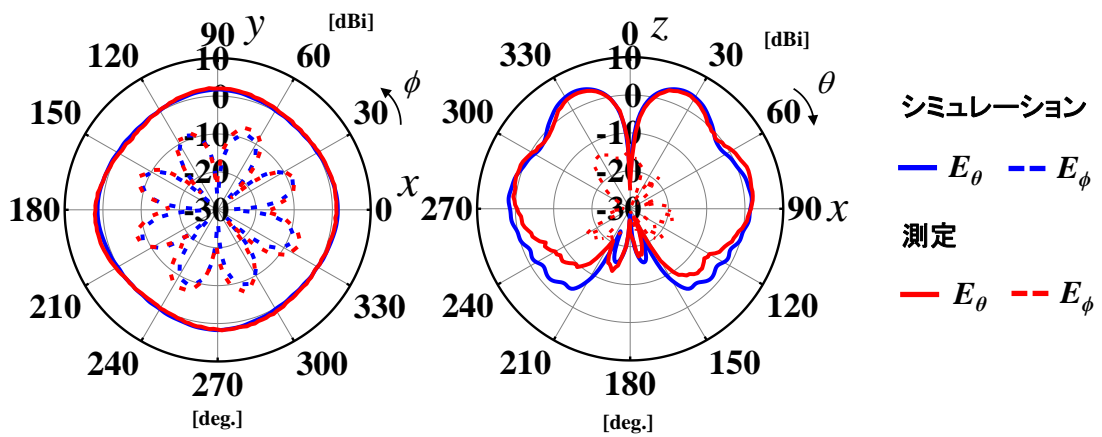 90 y [dBi]
10
120 60
ϕ
150 0 30
-10
-20
x
180 -30 0
210 330
240 300
270
[deg.]
0 z [dBi]
10
330 30
θ
300 0 60
-10
-20
270 -30 90 x
240 120
210 150
180
[deg.]
シミュレーション
Eθ Eϕ
測定
Eθ Eϕ